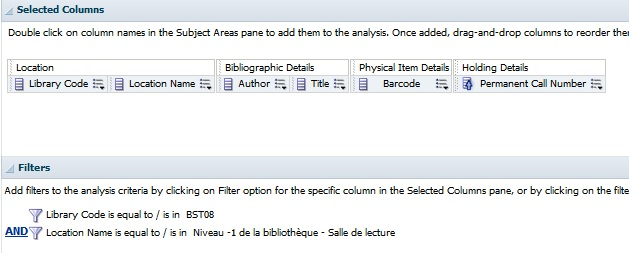 Selected Columns
Double click on column names in the Subject Areas pane to add them to the analysis. Once added, drag-and-drop columns to reorder
Location Bibliographic Details Physical Item Details Holding Details
Library Code Location Name Author Title Barcode Permanent Call Number
Filters
Add filters to the analysis criteria by clicking on Filter option for the specific column in the Selected Columns pane, or by clicking on the
Library Code is equal to / is in BST08
AND Location Name is equal to / is in Niveau -1 de la bibliothèque - Salle de lecture